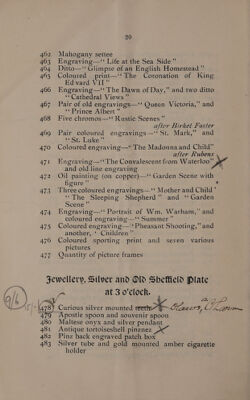 20
462 Mahogany settee
463 Engraving—"Life at the Sea Side"
464 Ditto—"Glimpse of an English Homestead"
465 Coloured print—"The Coronation of King
Edward VII"
466 Engraving—"The Dawn of Day," and two ditto
"Cathedral Views"
467 Pair of old engravings—"Queen Victoria," and
"Prince Albert"
468 Five chromos—"Rustic Scenes"
after Birket Foster
469 Pair coloured engravings—"St. Mark," and
"St. Luke"
470 Coloured engraving—"The Madonna and Child"
after Rubens
471 Engraving—"The Convalescent from Waterloo"
and old line engraving
472 Oil painting (on copper)—"Garden Scene with
figure"
473 Three coloured engravings—"Mother and Child"
"The Sleeping Shepherd" and "Garden
Scene"
474 Engraving—"Portrait of Wm. Warham," and
coloured engraving—"Summer"
475 Coloured engraving—"Pheasant Shooting," and
another, "Children"
476 Coloured sporting print and seven various
pictures
477 Quantity of picture frames
Jewellery, Silver and Old Sheffield Plate
at 3 o'clock.
478 Curious silver mounted
479 Apostle spoon and souvenir spoon
480 Maltese onyx and silver pendant
481 Antique tortoiseshell pincenez
482 Pinz back engraved patch box
483 Silver tube and gold mounted amber cigarette
holder